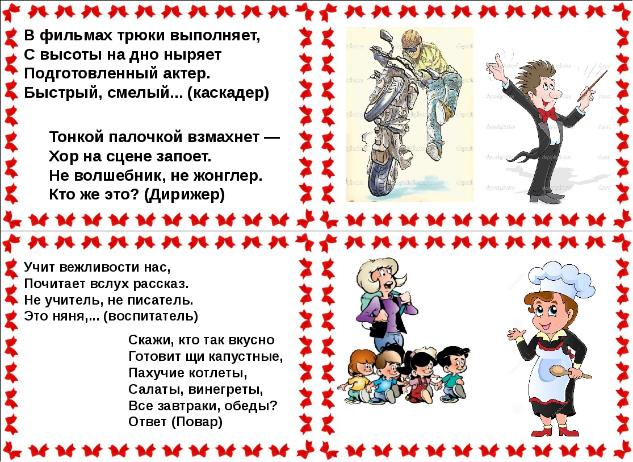 В фильмах трюки выполняет,
С высоты на дно ныряет
Подготовленный актер.
Быстрый, смелый... (каскадер)
Тонкой палочкой взмахнет —
Хор на сцене запоет.
Не волшебник, не жонглер.
Кто же это? (Дирижер)
Учит вежливости нас,
Почитает вслух рассказ.
Не учитель, не писатель.
Это няня,... (воспитатель)
Скажи, кто так вкусно
Готовит щи капустные,
Пахучие котлеты,
Салаты, винегреты,
Все завтраки, обеды?
Ответ (Повар)